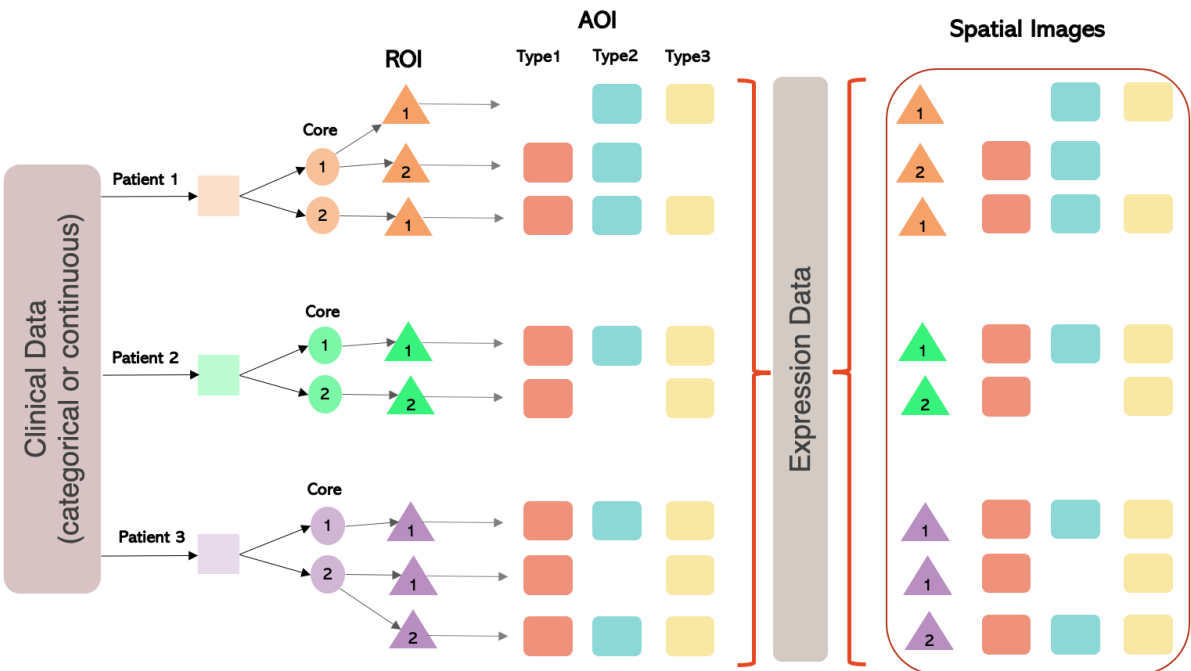 AOI
Spatial Images
ROI
Type1 Type2 Type3
1
1
Core
Patient 1
1
2
2
2
1
1
Clinical Data
(categorical or continuous)
Expression Data
Core
Patient 2
1
1
1
2
2
2
Core
Patient 3
1
1
1
2
1
1
2
2